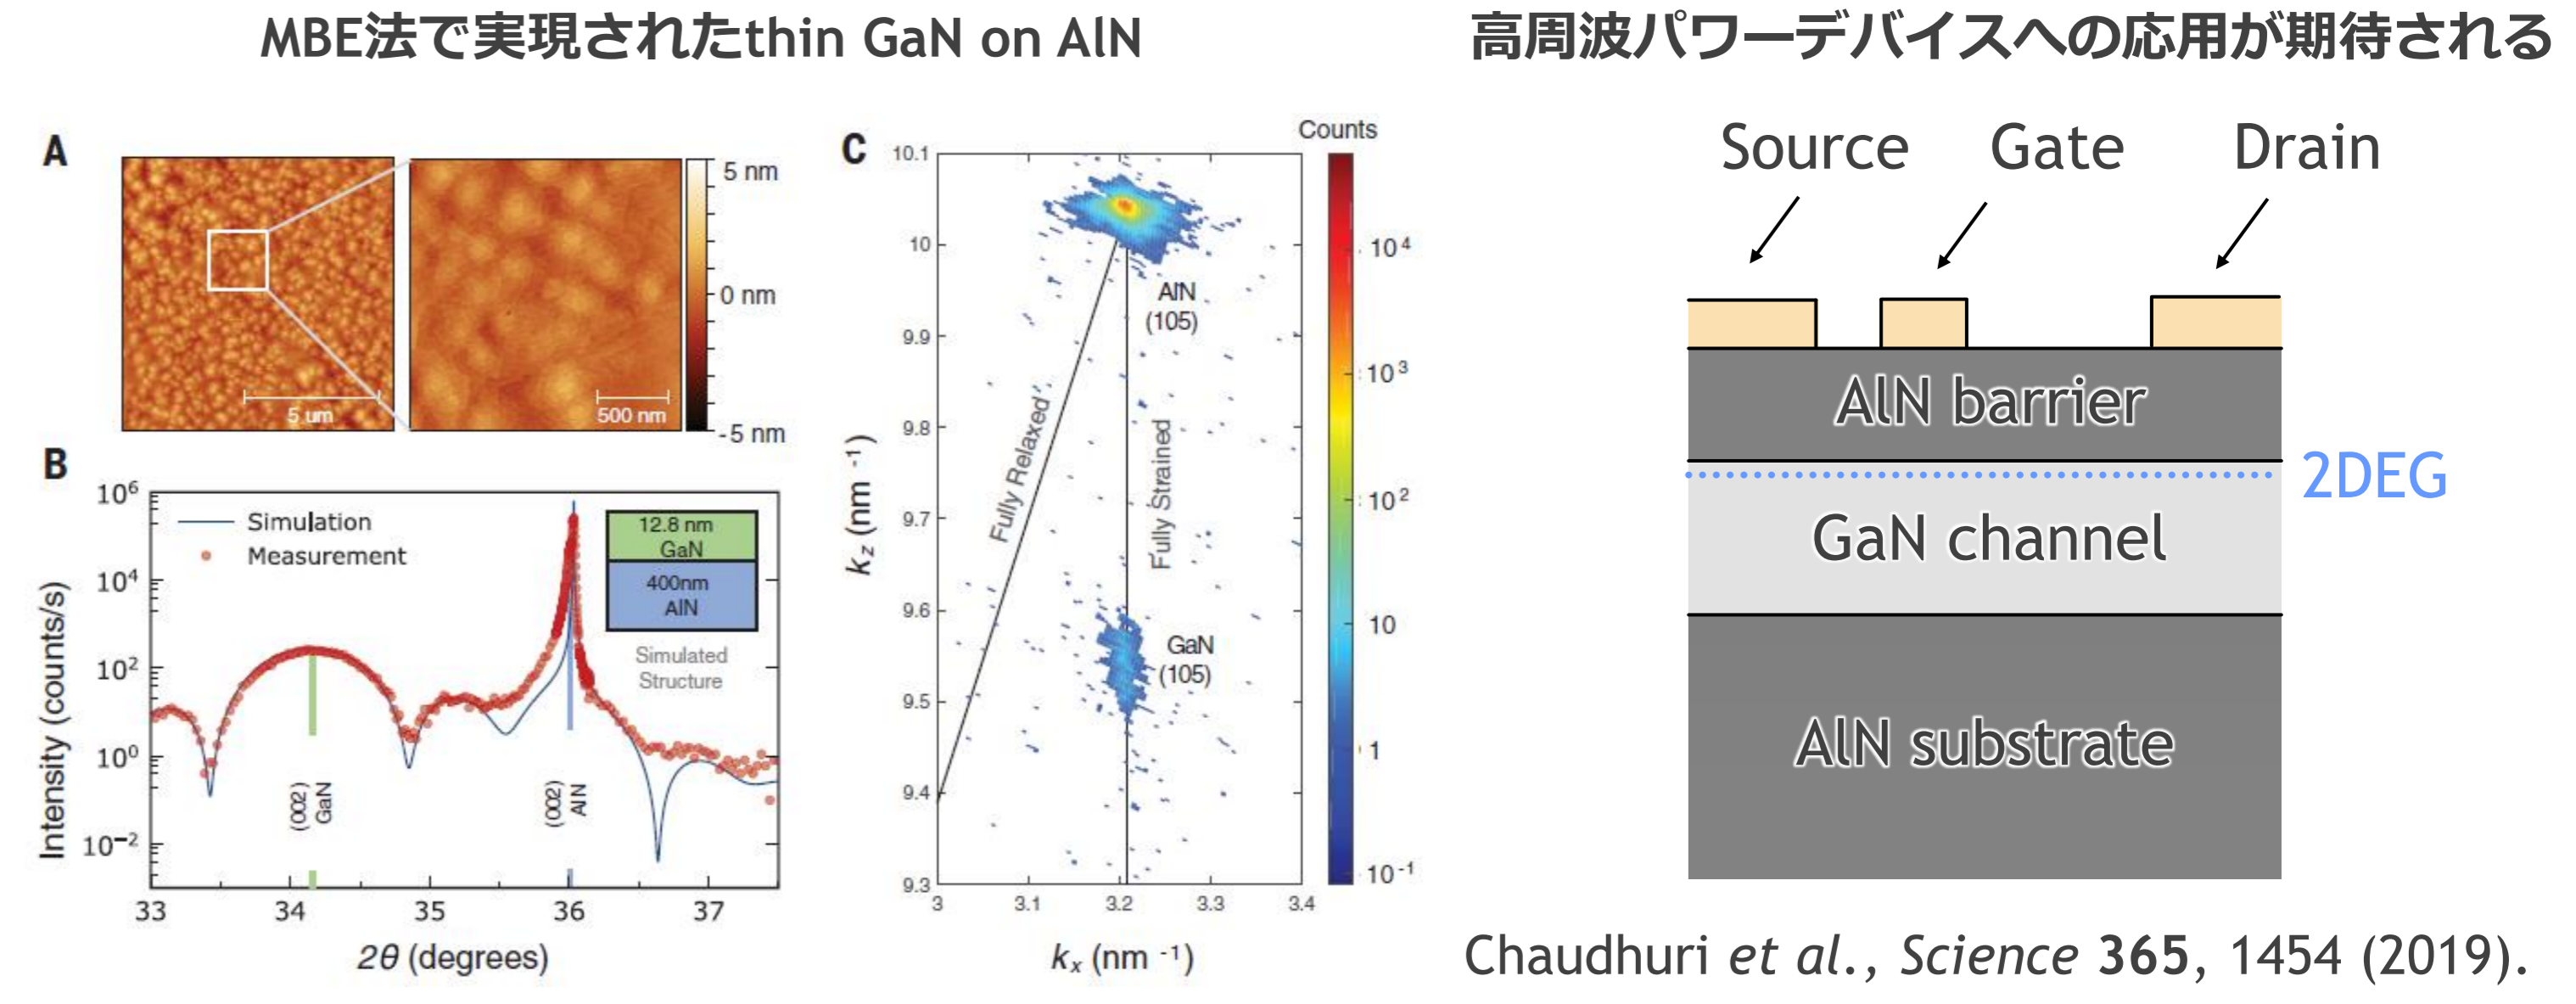 MBE法で実現されたthin GaN on AlN
高周波パワーデバイスへの応用が期待される
A
5 nm
0 nm
-5 nm
5 um
500 nm
B
10⁶
10⁴
10²
10⁰
10⁻²
Intensity (counts/s)
Simulation
Measurement
12.8 nm
GaN
400nm
AlN
Simulated
Structure
(002)
GaN
(002)
AlN
33
34
35
36
37
2θ (degrees)
C
Counts
10.1
10
9.9
9.8
9.7
9.6
9.5
9.4
9.3
k_z (nm ⁻¹)
AlN
(105)
Fully Relaxed
Fully Strained
GaN
(105)
3
3.1
3.2
3.3
3.4
k_x (nm ⁻¹)
10⁴
10³
10²
10
1
10⁻¹
Source
Gate
Drain
AlN barrier
2DEG
GaN channel
AlN substrate
Chaudhuri et al., Science 365, 1454 (2019).